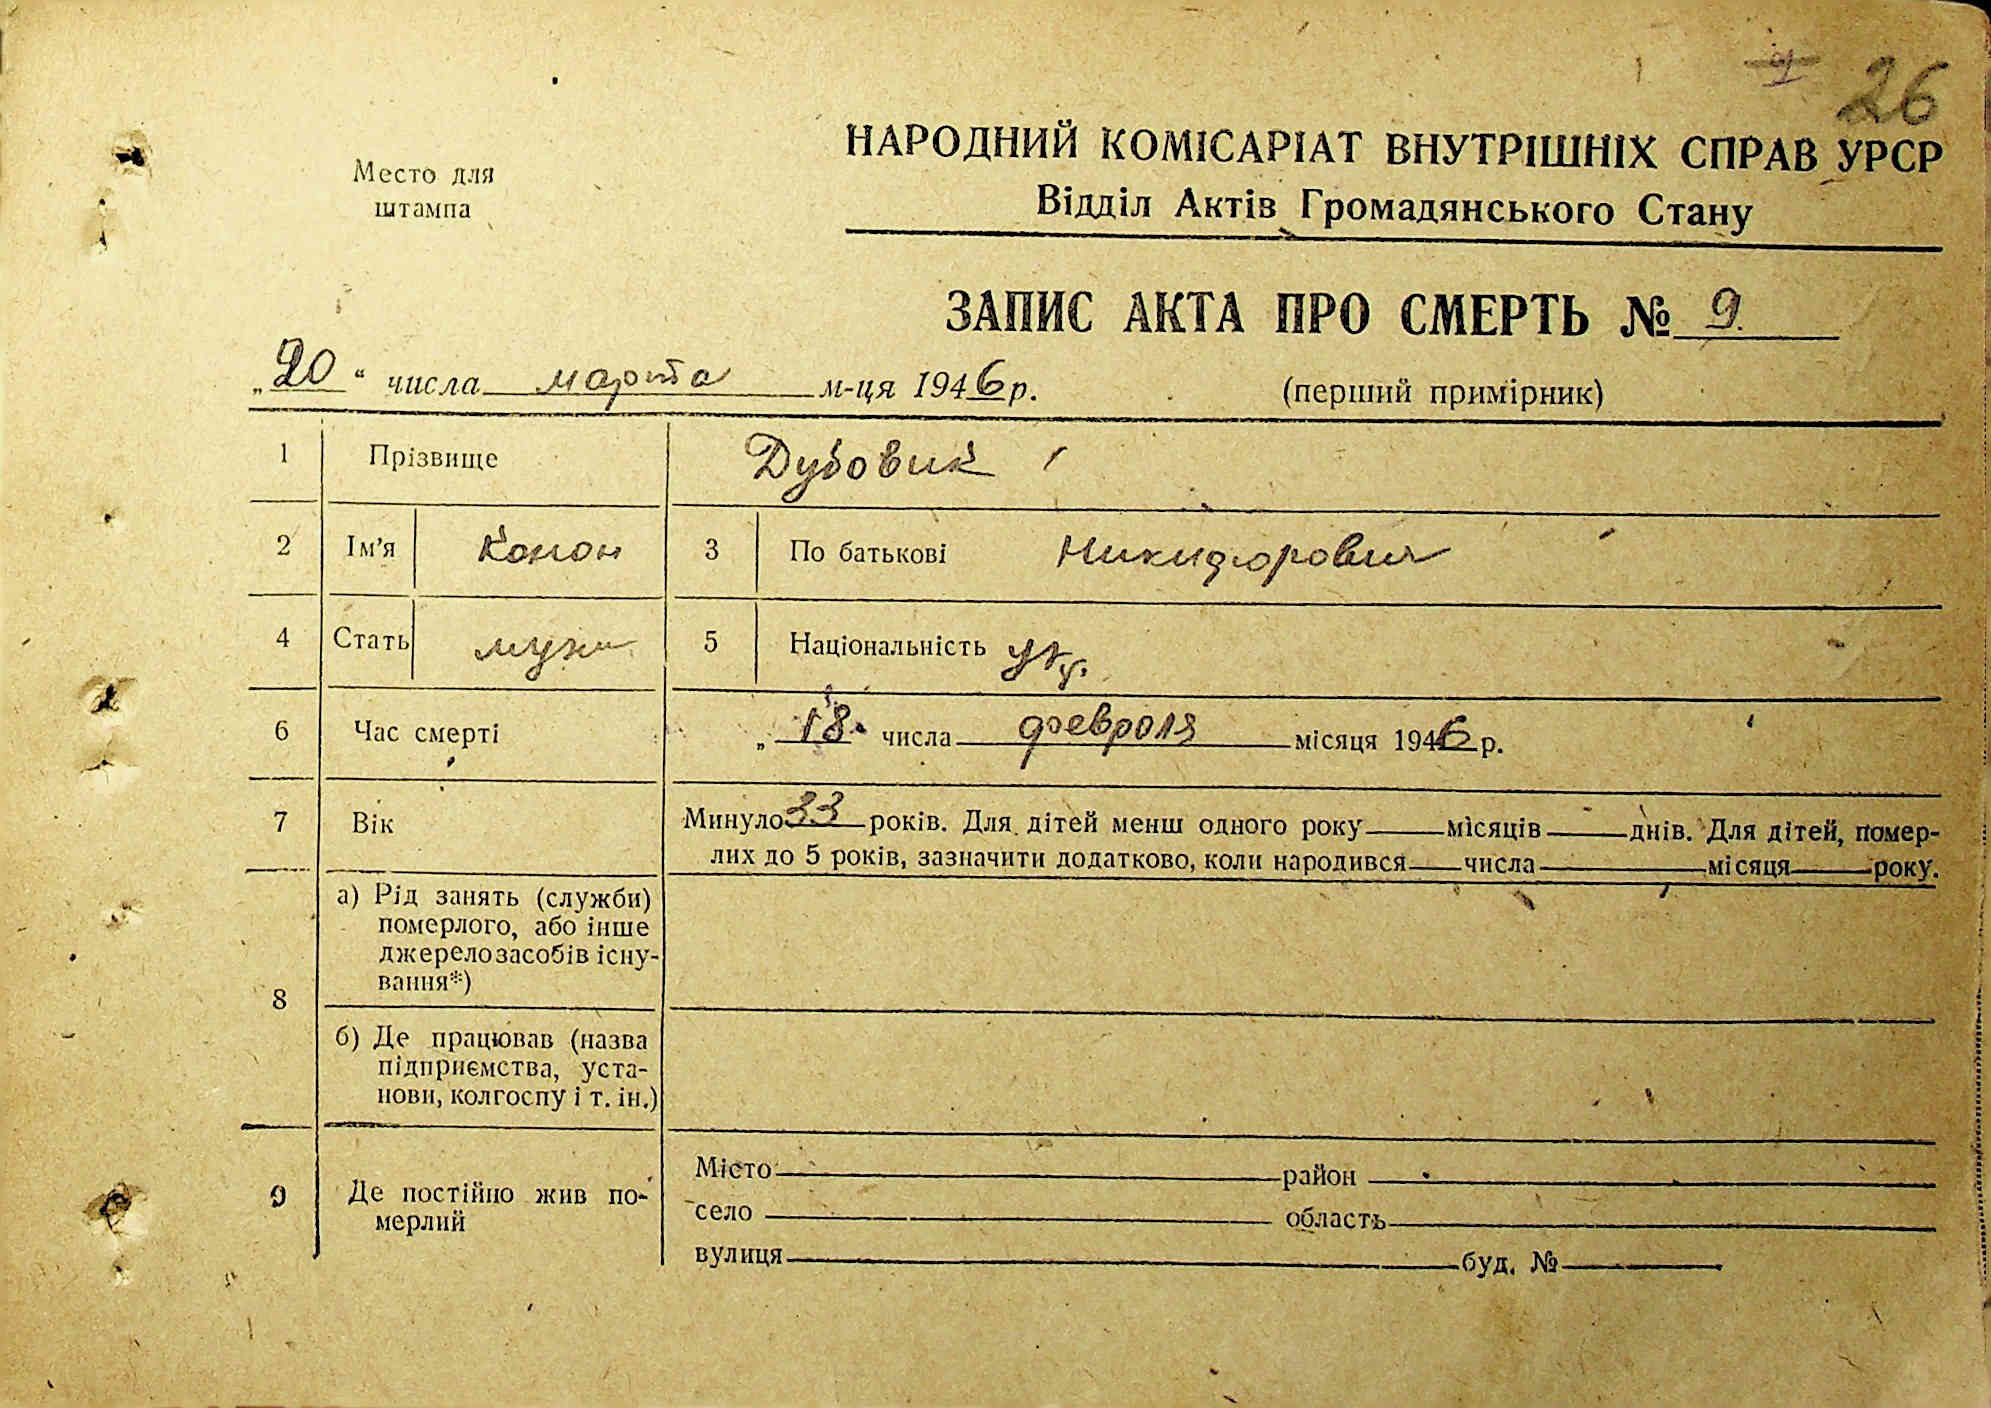 26
Место для
штампа
НАРОДНИЙ КОМІСАРІАТ ВНУТРІШНІХ СПРАВ УРСР
Відділ Актів Громадянського Стану
ЗАПИС АКТА ПРО СМЕРТЬ № 9.
„20“ числа марта м-ця 1946 р.
(перший примірник)
1 Прізвище Дубовик
2 Ім'я Конон 3 По батькові Никифорович
4 Стать муж 5 Національність укр.
6 Час смерті „18 числа февроля місяця 1946 р.
7 Вік Минуло 33 років. Для дітей менш одного року місяців днів. Для дітей, помер-
лих до 5 років, зазначити додатково, коли народився числа місяця року.
8 а) Рід занять (служби)
померлого, або інше
джерело засобів існу-
вання*)
б) Де працював (назва
підприємства, уста-
нови, колгоспу і т. ін.)
9 Де постійно жив по-
мерлий
Місто район
село область
вулиця буд. №